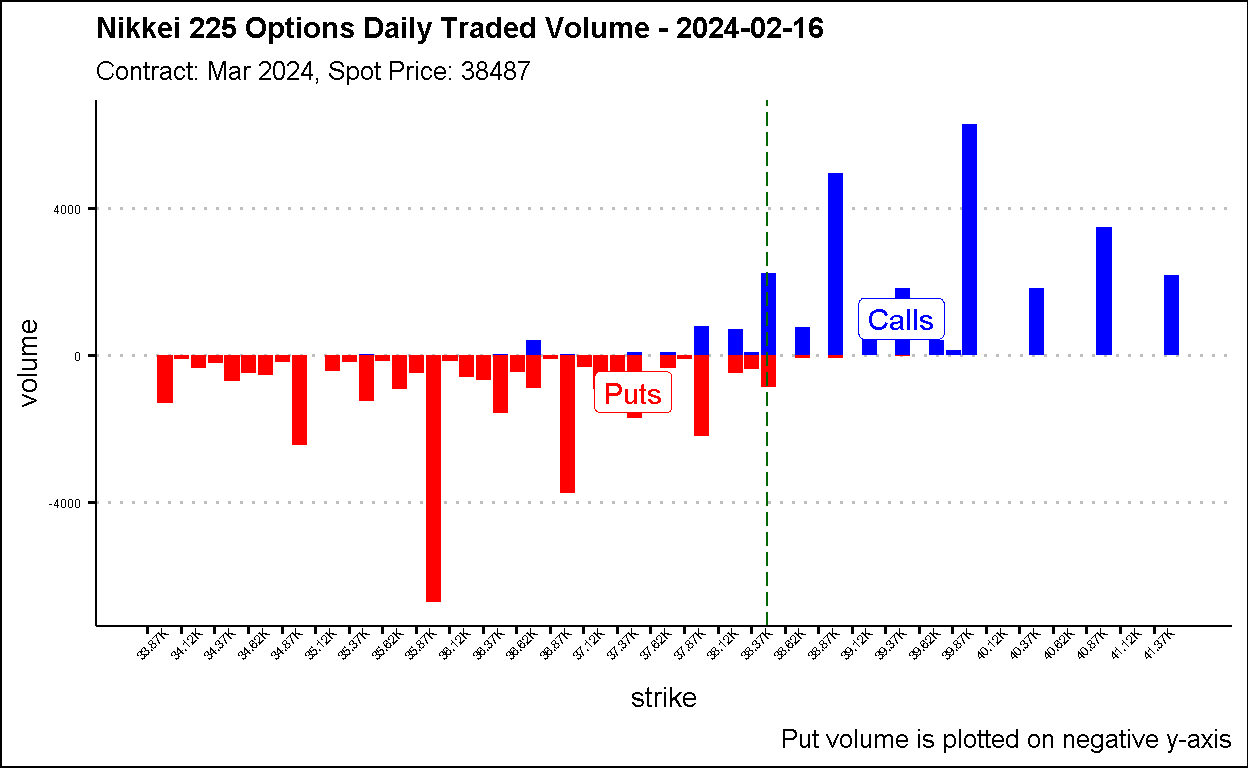 Nikkei 225 Options Daily Traded Volume - 2024-02-16
Contract: Mar 2024, Spot Price: 38487
4000
0
-4000
volume
Calls
Puts
33.87K 34.12K 34.37K 34.62K 34.87K 35.12K 35.37K 35.62K 35.87K 36.12K 36.37K 36.62K 36.87K 37.12K 37.37K 37.62K 37.87K 38.12K 38.37K 38.62K 38.87K 39.12K 39.37K 39.62K 39.87K 40.12K 40.37K 40.62K 40.87K 41.12K 41.37K
strike
Put volume is plotted on negative y-axis